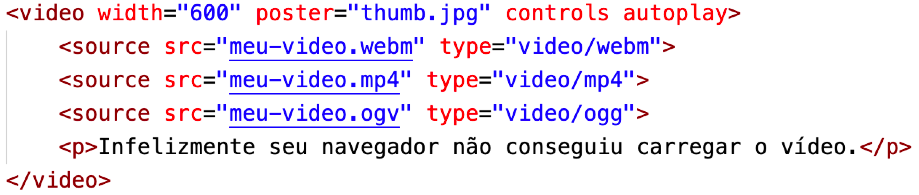 <video width="600" poster="thumb.jpg" controls autoplay>
<source src="meu-video.webm" type="video/webm">
<source src="meu-video.mp4" type="video/mp4">
<source src="meu-video.ogv" type="video/ogg">
<p>Infelizmente seu navegador não conseguiu carregar o vídeo.</p>
</video>